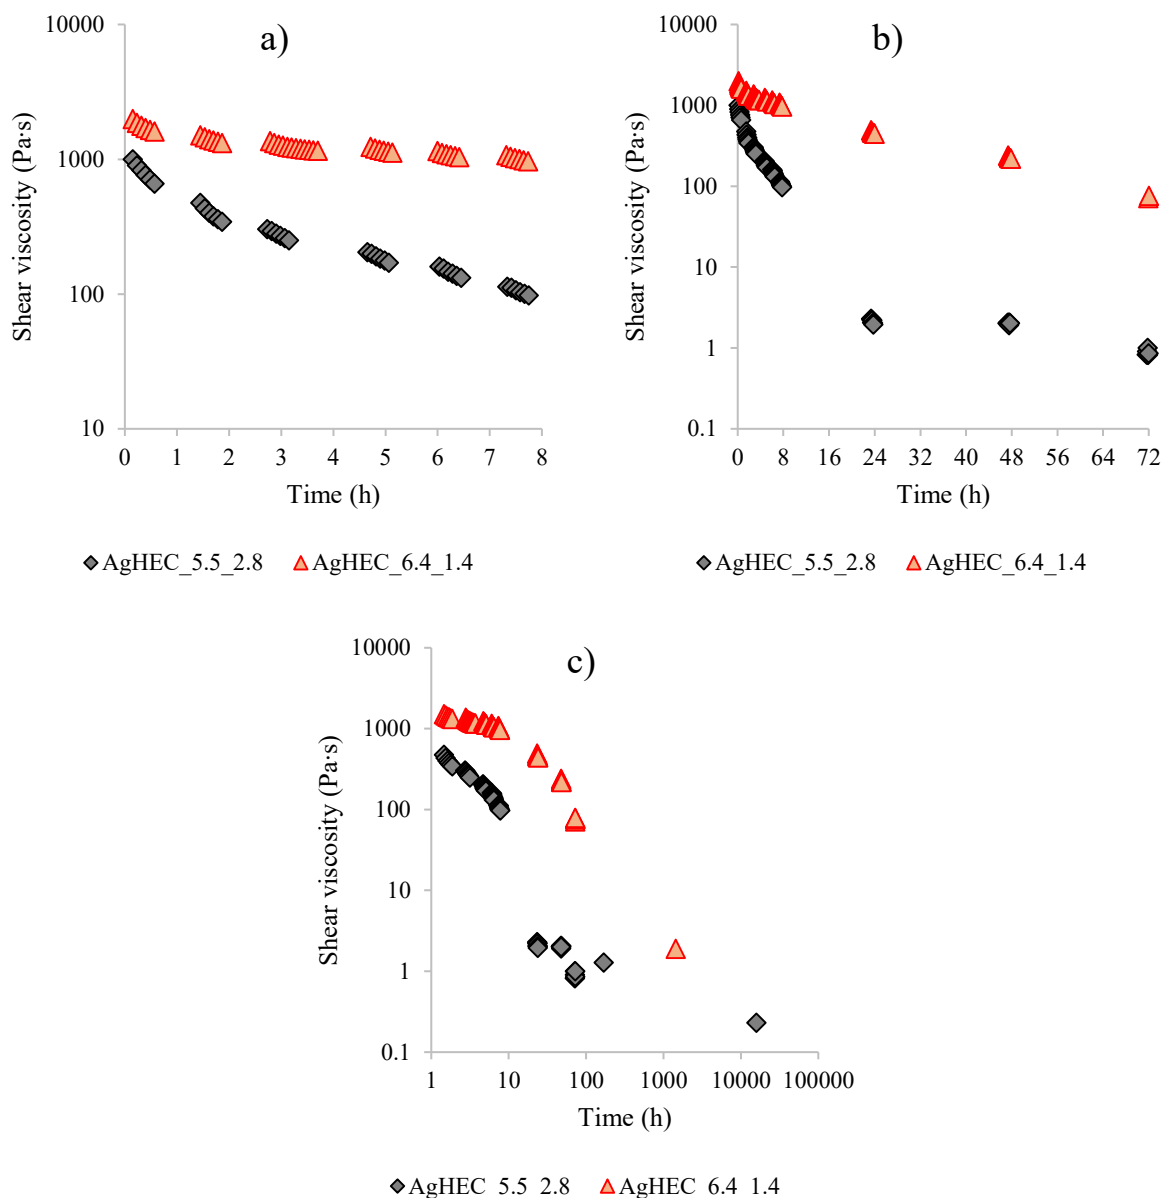 a)
Shear viscosity (Pa·s)
10000
1000
100
10
0 1 2 3 4 5 6 7 8
Time (h)
AgHEC_5.5_2.8 AgHEC_6.4_1.4
b)
Shear viscosity (Pa·s)
10000
1000
100
10
1
0.1
0 8 16 24 32 40 48 56 64 72
Time (h)
AgHEC_5.5_2.8 AgHEC_6.4_1.4
c)
Shear viscosity (Pa·s)
10000
1000
100
10
1
0.1
1 10 100 1000 10000 100000
Time (h)
AgHEC_5.5_2.8 AgHEC_6.4_1.4